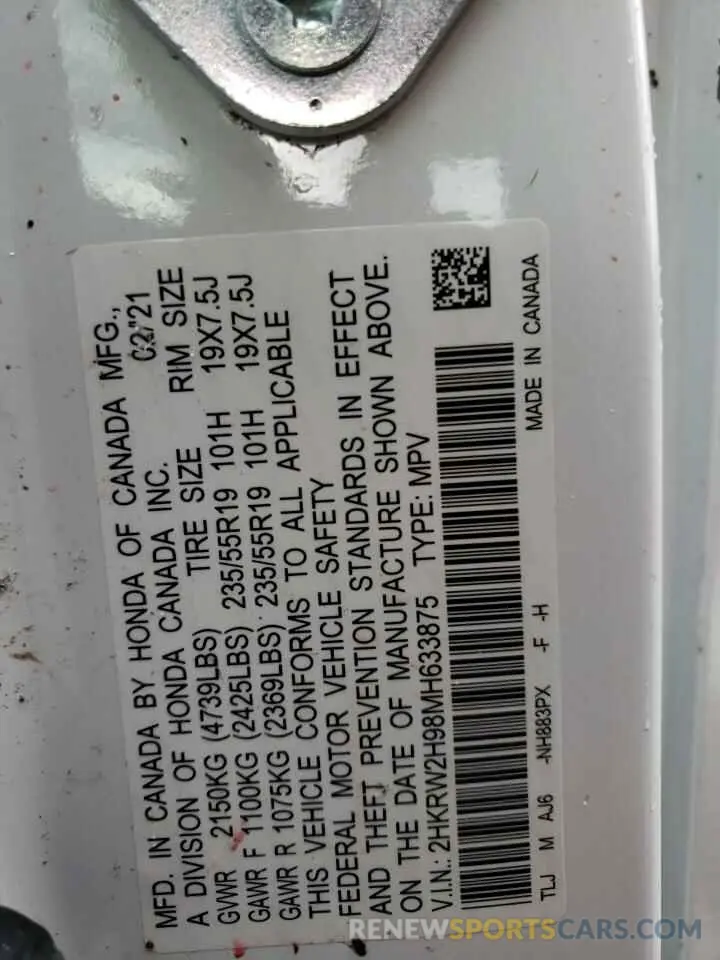 MFD. IN CANADA BY HONDA OF CANADA MFG.,
A DIVISION OF HONDA CANADA INC. 02/21
GVWR 2150KG (4739LBS) TIRE SIZE RIM SIZE
GAWR F 1100KG (2425LBS) 235/55R19 101H 19X7.5J
GAWR R 1075KG (2369LBS) 235/55R19 101H 19X7.5J
THIS VEHICLE CONFORMS TO ALL APPLICABLE
FEDERAL MOTOR VEHICLE SAFETY
AND THEFT PREVENTION STANDARDS IN EFFECT
ON THE DATE OF MANUFACTURE SHOWN ABOVE.
V.I.N.: 2HKRW2H98MH633875 TYPE: MPV
TLJ M AJ6 -NH883PX -F -H MADE IN CANADA
RENEWSPORTSCARS.COM